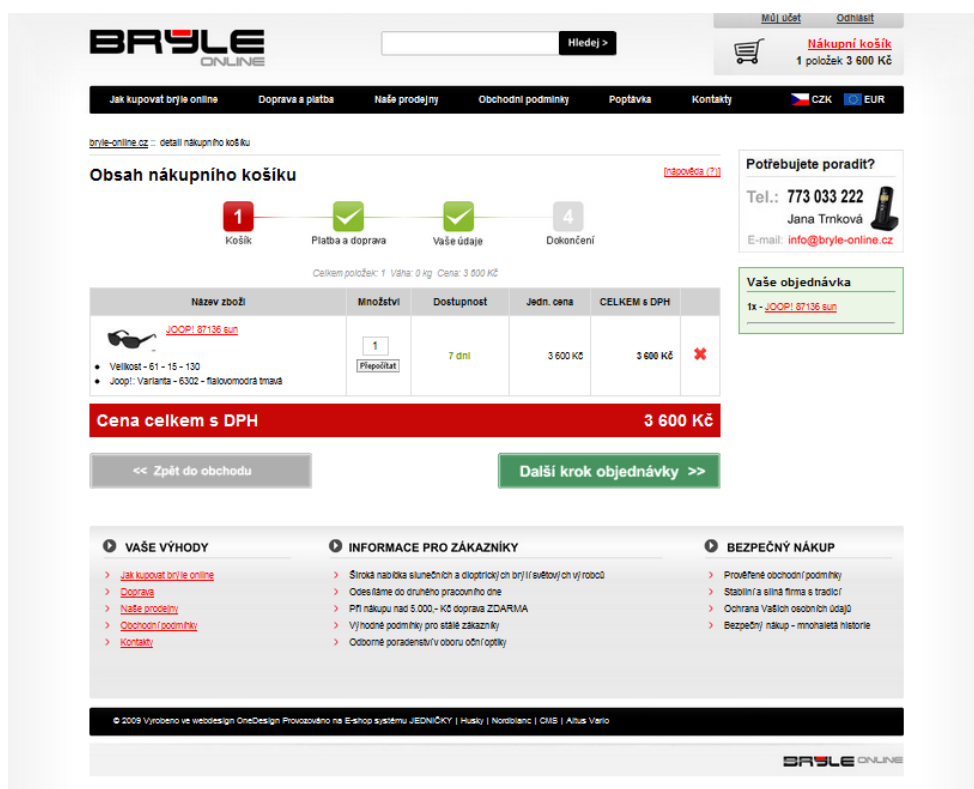 Můj účet Odhlásit
BRYLE
ONLINE
Hledej >
Nákupní košík
1 položek 3 600 Kč
Jak kupovat brýle online Doprava a platba Naše prodejny Obchodní podmínky Poptávka Kontakty CZK EUR
bryle-online.cz :: detail nákupního košíku
Obsah nákupního košíku
[nápověda (?)]
1 4
Košík Platba a doprava Vaše údaje Dokončení
Celkem položek: 1 Váha: 0 kg Cena: 3 600 Kč
Název zboží Množství Dostupnost Jedn. cena CELKEM s DPH
JOOP! 87136 sun
1
Přepočítat
7 dní 3 600 Kč 3 600 Kč
Velikost - 61 - 15 - 130
Joop!: Varianta - 6302 - fialovomodrá tmavá
Cena celkem s DPH 3 600 Kč
<< Zpět do obchodu
Další krok objednávky >>
Potřebujete poradit?
Tel.: 773 033 222
Jana Trnková
E-mail: info@bryle-online.cz
Vaše objednávka
1x - JOOP! 87136 sun
VAŠE VÝHODY
Jak kupovat brýle online
Doprava
Naše prodejny
Obchodní podmínky
Kontakty
INFORMACE PRO ZÁKAZNÍKY
Široká nabídka slunečních a dioptrických brýlí světových výrobců
Odesíláme do druhého pracovního dne
Při nákupu nad 5.000,- Kč doprava ZDARMA
Výhodné podmínky pro stálé zákazníky
Odborné poradenství v oboru oční optiky
BEZPEČNÝ NÁKUP
Prověřené obchodní podmínky
Stabilní a silná firma s tradicí
Ochrana Vašich osobních údajů
Bezpečný nákup - mnohaletá historie
© 2009 Vyrobeno ve webdesign OneDesign Provozováno na E-shop systému JEDNIČKY | Husky | Nordblanc | CMS | Altus Vario
BRYLE ONLINE